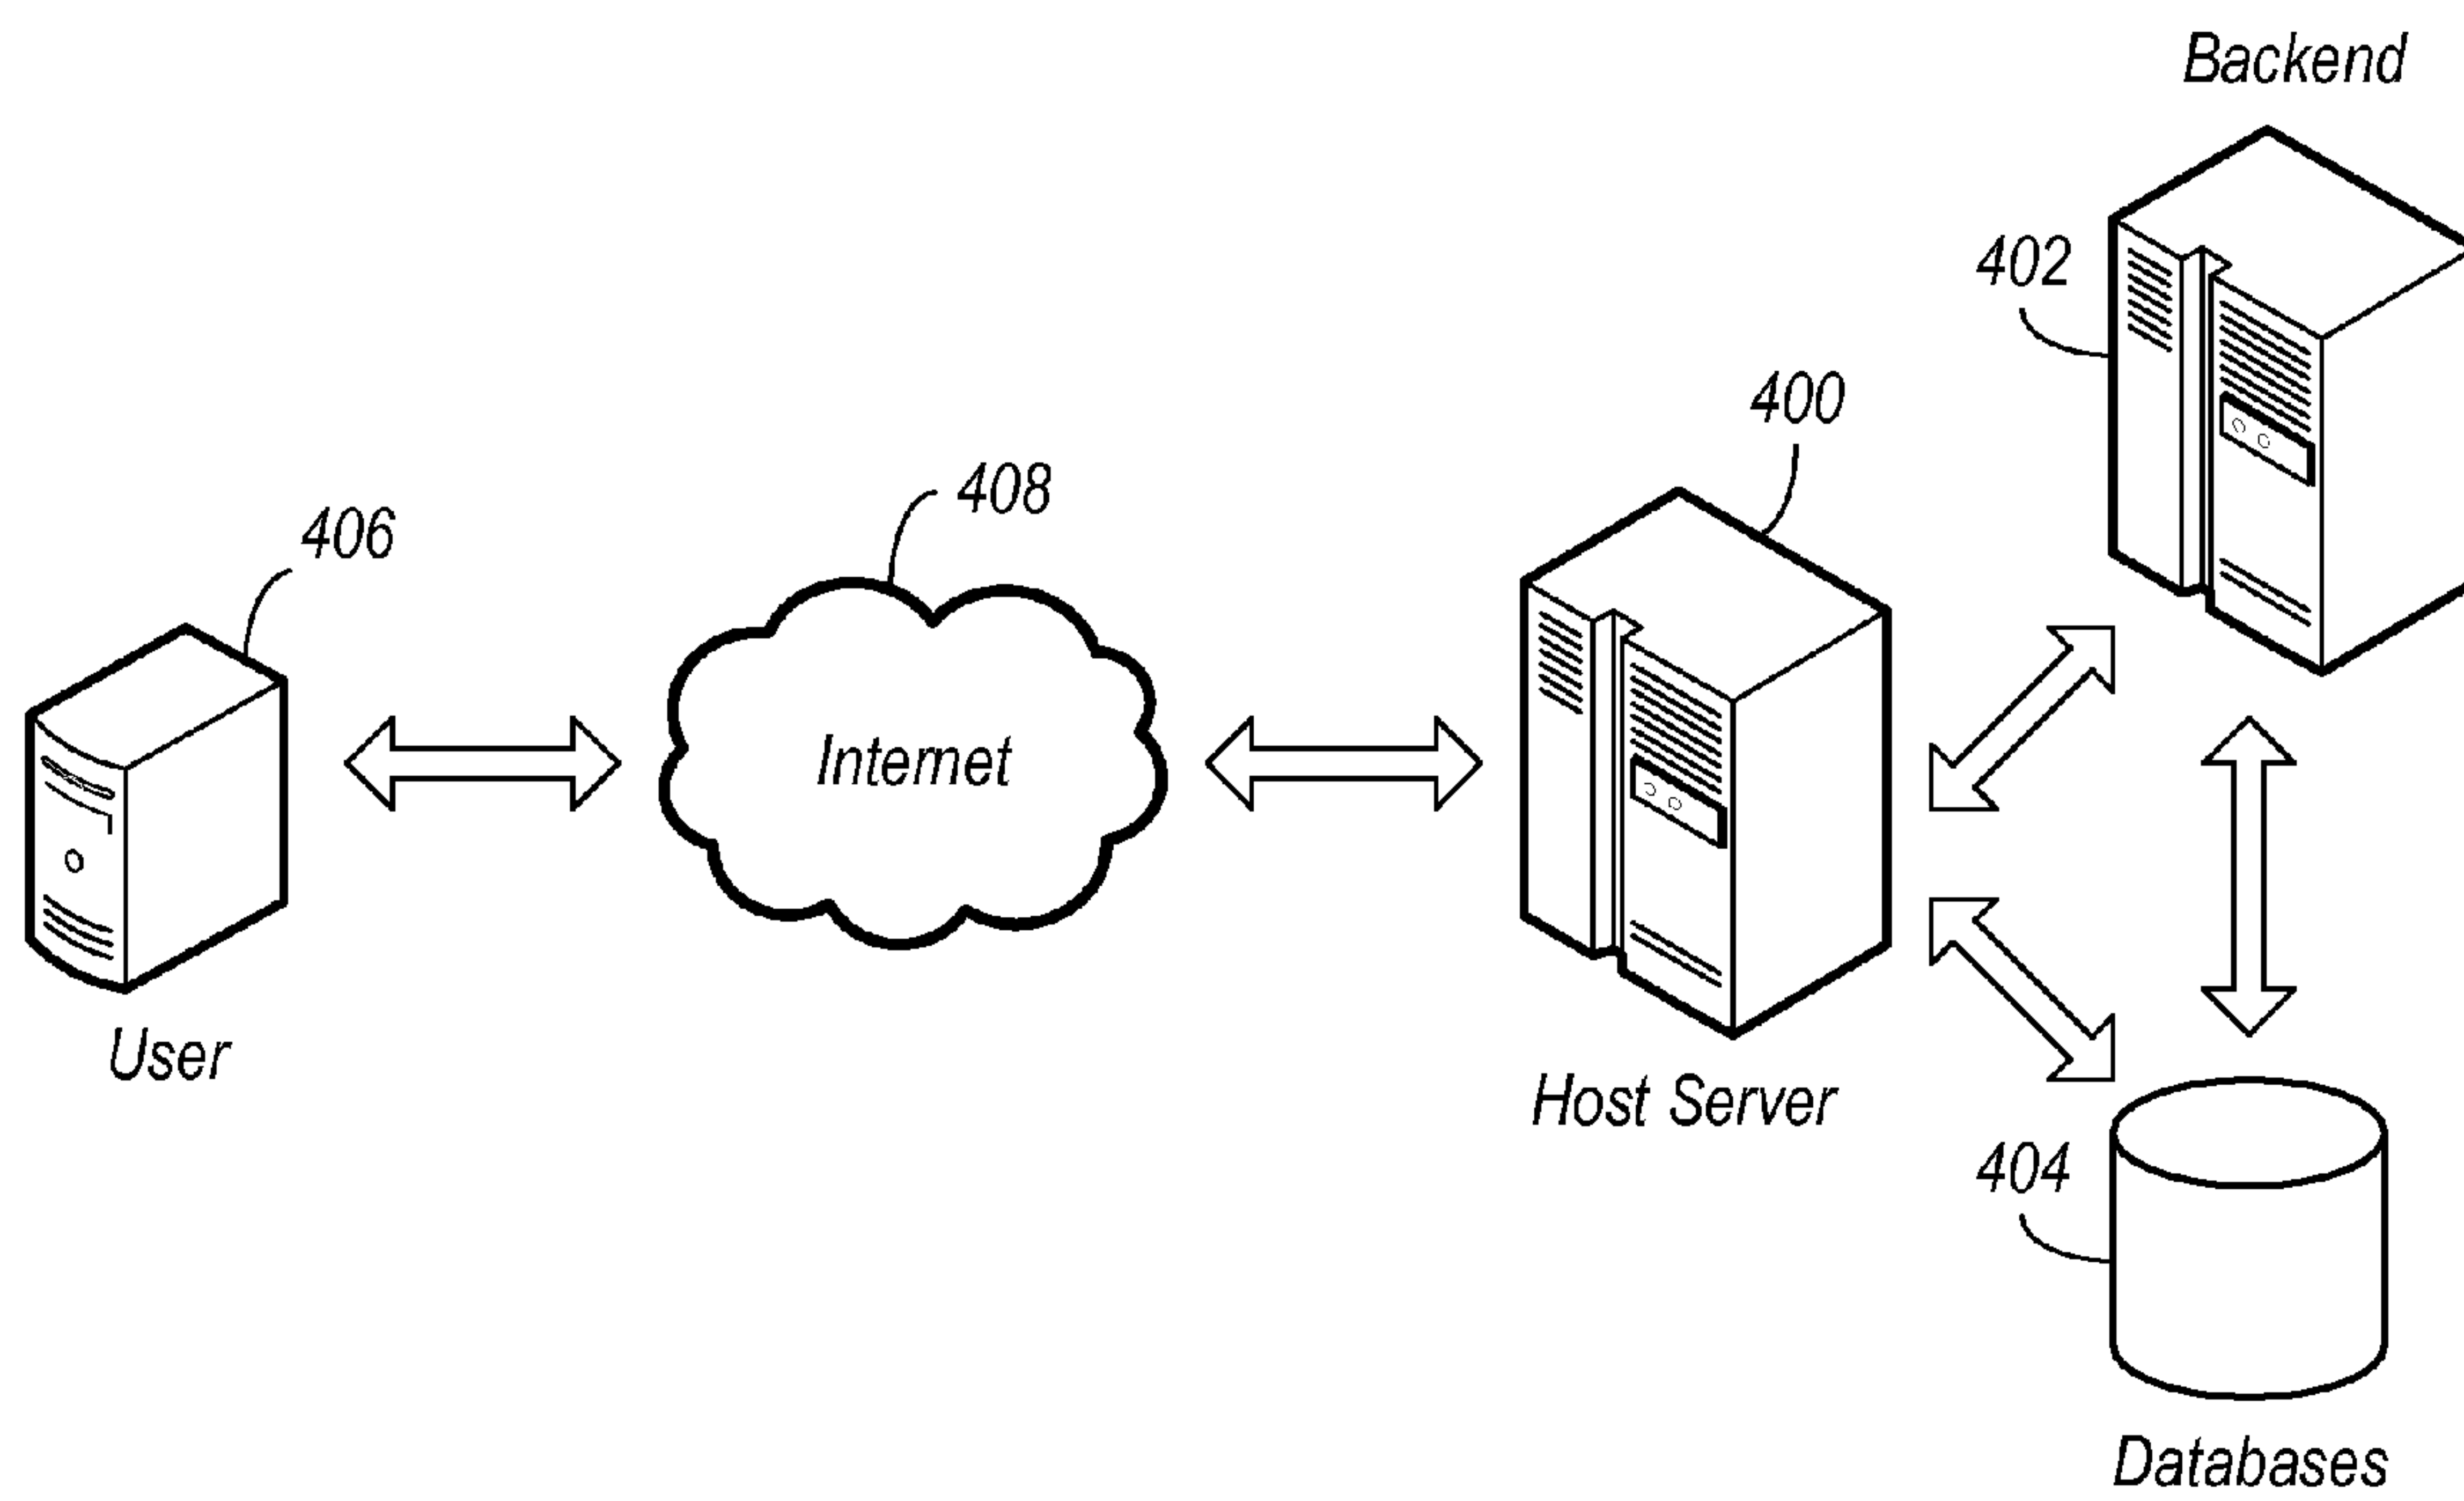 Backend
402
400
408
406
Internet
User
Host Server
404
Databases